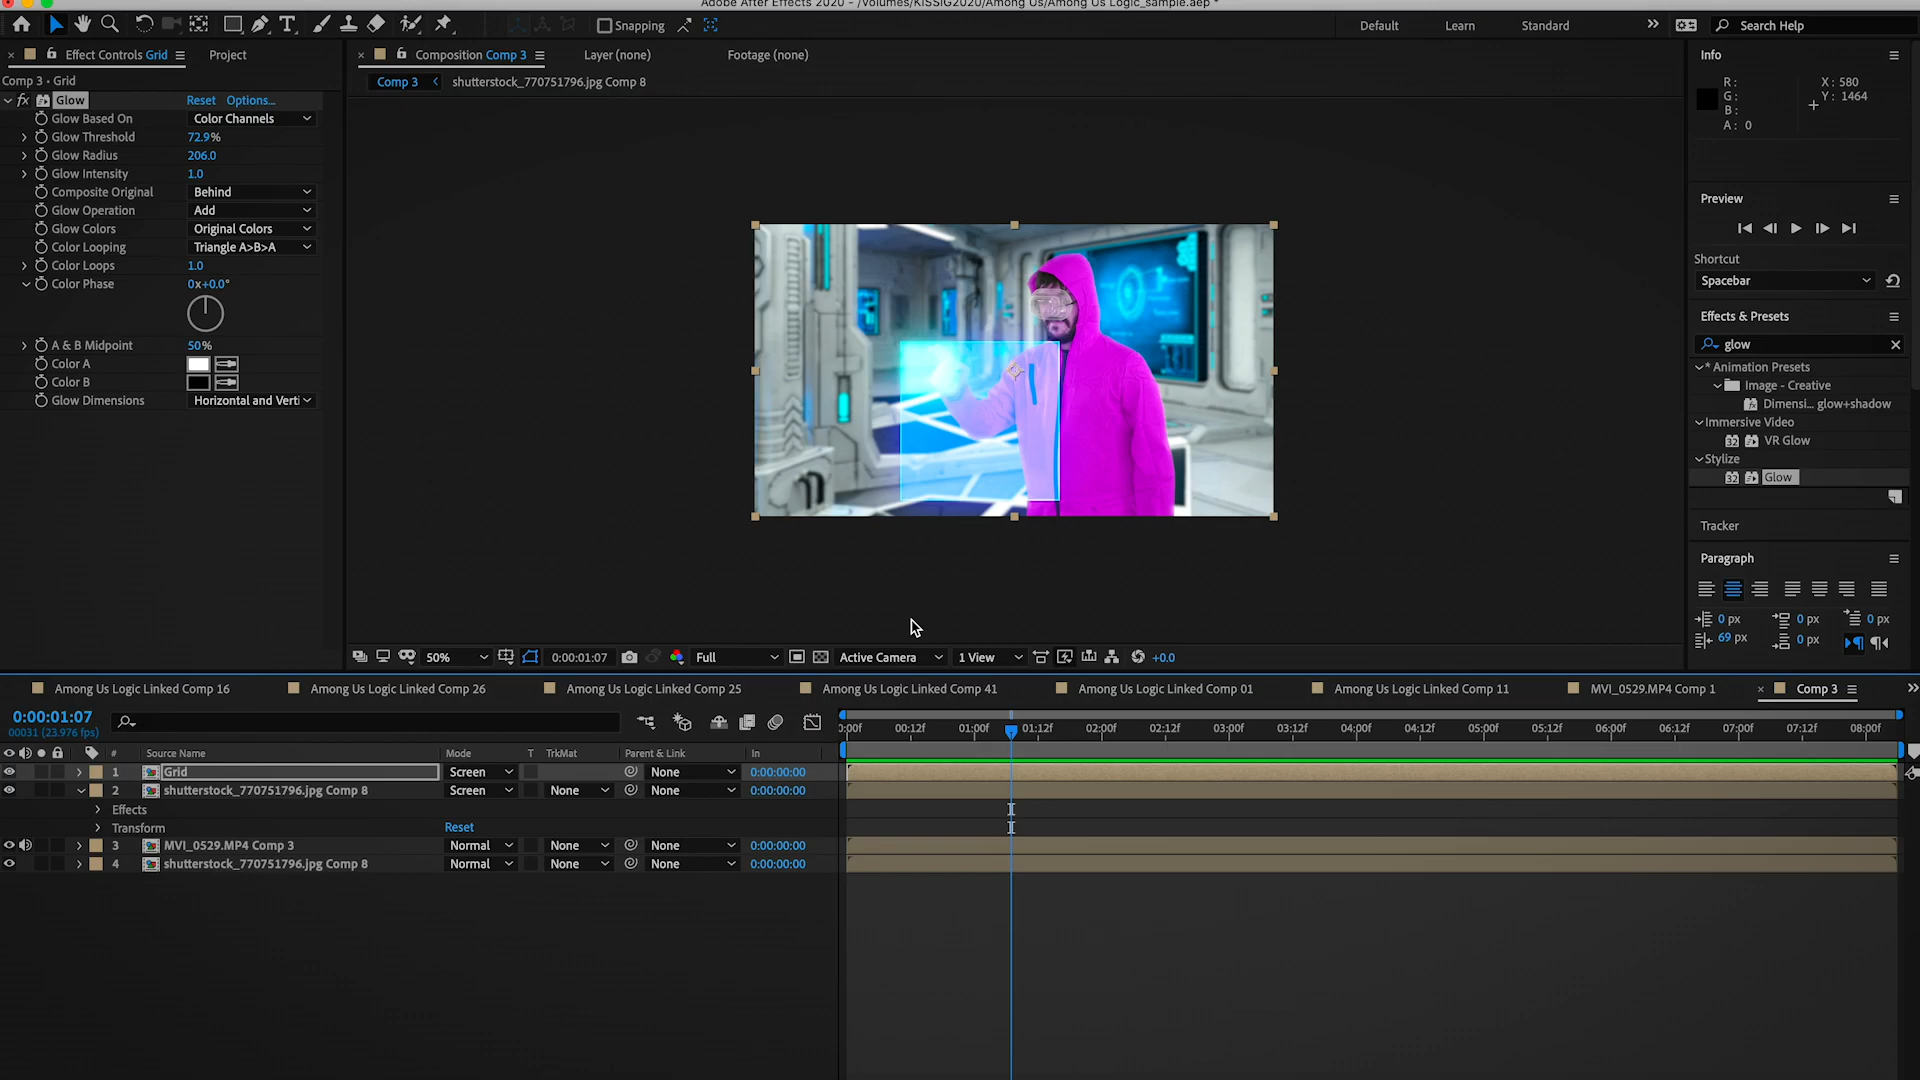 Adobe After Effects 2020 - /Volumes/KISSIG2020/Among Us/Among Us Logic_sample.aep *
Snapping
Default
Learn
Standard
Search Help
Effect Controls Grid
Project
Composition Comp 3
Layer (none)
Footage (none)
Comp 3
shutterstock_770751796.jpg Comp 8
Comp 3 • Grid
fx Glow Reset Options...
Glow Based On Color Channels
Glow Threshold 72.9%
Glow Radius 206.0
Glow Intensity 1.0
Composite Original Behind
Glow Operation Add
Glow Colors Original Colors
Color Looping Triangle A>B>A
Color Loops 1.0
Color Phase 0x+0.0°
A & B Midpoint 50%
Color A
Color B
Glow Dimensions Horizontal and Verti
Info
R: X: 580
G: Y: 1464
B:
A: 0
Preview
Shortcut
Spacebar
Effects & Presets
glow
* Animation Presets
Image - Creative
Dimensi... glow+shadow
Immersive Video
32 VR Glow
Stylize
32 Glow
Tracker
Paragraph
0 px 0 px 0 px
69 px 0 px
50% 0:00:01:07 Full Active Camera 1 View +0.0
Among Us Logic Linked Comp 16
Among Us Logic Linked Comp 26
Among Us Logic Linked Comp 25
Among Us Logic Linked Comp 41
Among Us Logic Linked Comp 01
Among Us Logic Linked Comp 11
MVI_0529.MP4 Comp 1
Comp 3
0:00:01:07
00031 (23.976 fps)
:00f 00:12f 01:00f 01:12f 02:00f 02:12f 03:00f 03:12f 04:00f 04:12f 05:00f 05:12f 06:00f 06:12f 07:00f 07:12f 08:00f
# Source Name Mode T TrkMat Parent & Link In
1 Grid Screen None 0:00:00:00
2 shutterstock_770751796.jpg Comp 8 Screen None None 0:00:00:00
Effects
Transform Reset
3 MVI_0529.MP4 Comp 3 Normal None None 0:00:00:00
4 shutterstock_770751796.jpg Comp 8 Normal None None 0:00:00:00